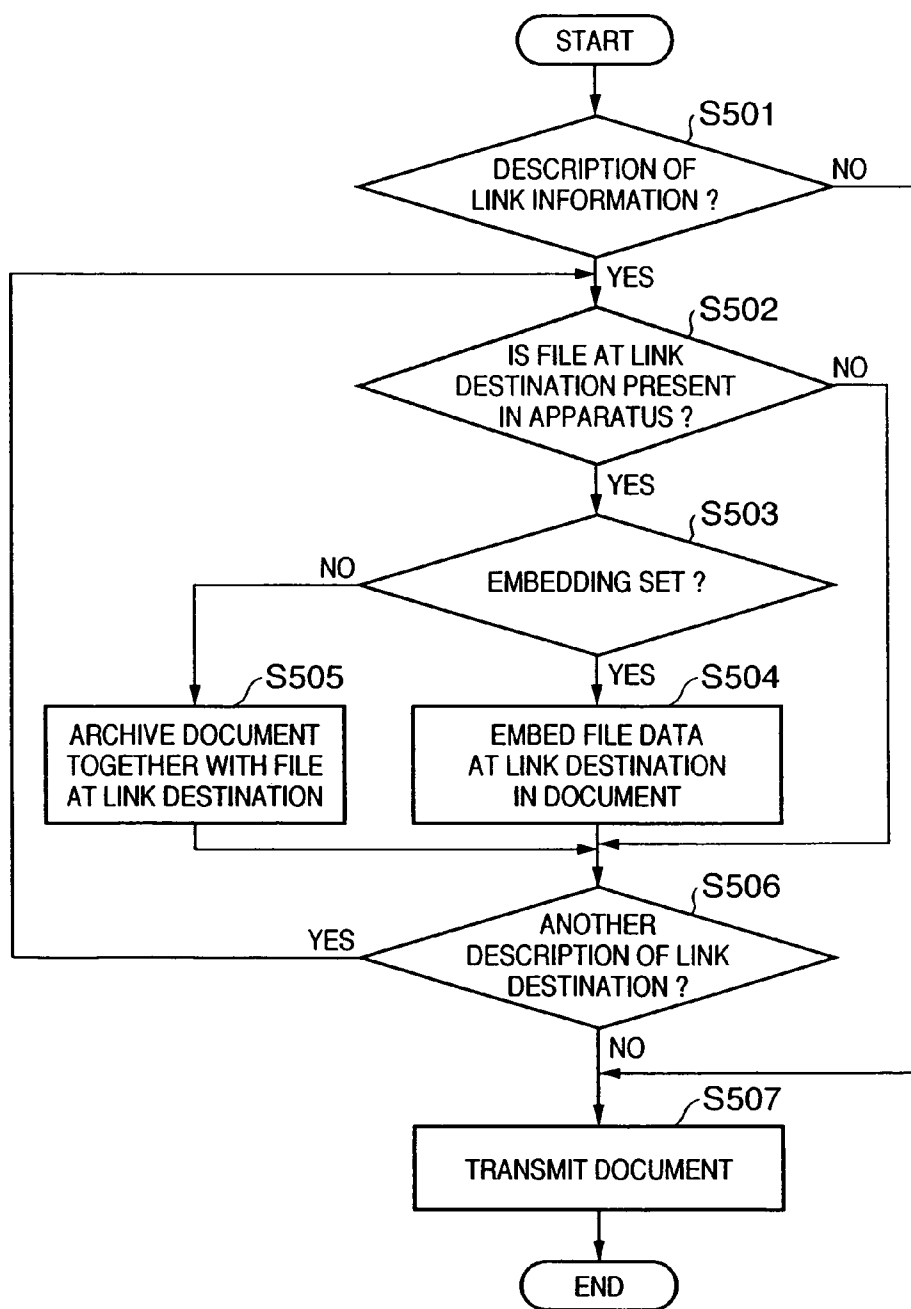 START
S501
DESCRIPTION OF
LINK INFORMATION ?
NO
YES
S502
IS FILE AT LINK
DESTINATION PRESENT
IN APPARATUS ?
NO
YES
S503
EMBEDDING SET ?
NO
YES
S505
ARCHIVE DOCUMENT
TOGETHER WITH FILE
AT LINK DESTINATION
S504
EMBED FILE DATA
AT LINK DESTINATION
IN DOCUMENT
S506
ANOTHER
DESCRIPTION OF LINK
DESTINATION ?
YES
NO
S507
TRANSMIT DOCUMENT
END